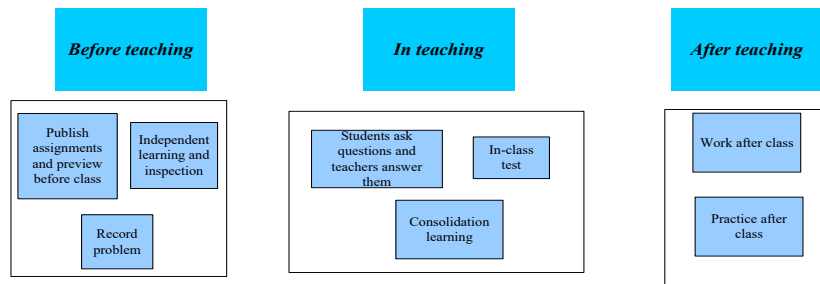 Before teaching
In teaching
After teaching
Publish
assignments
and preview
before class
Independent
learning and
inspection
Record
problem
Students ask
questions and
teachers answer
them
In-class
test
Consolidation
learning
Work after class
Practice after
class